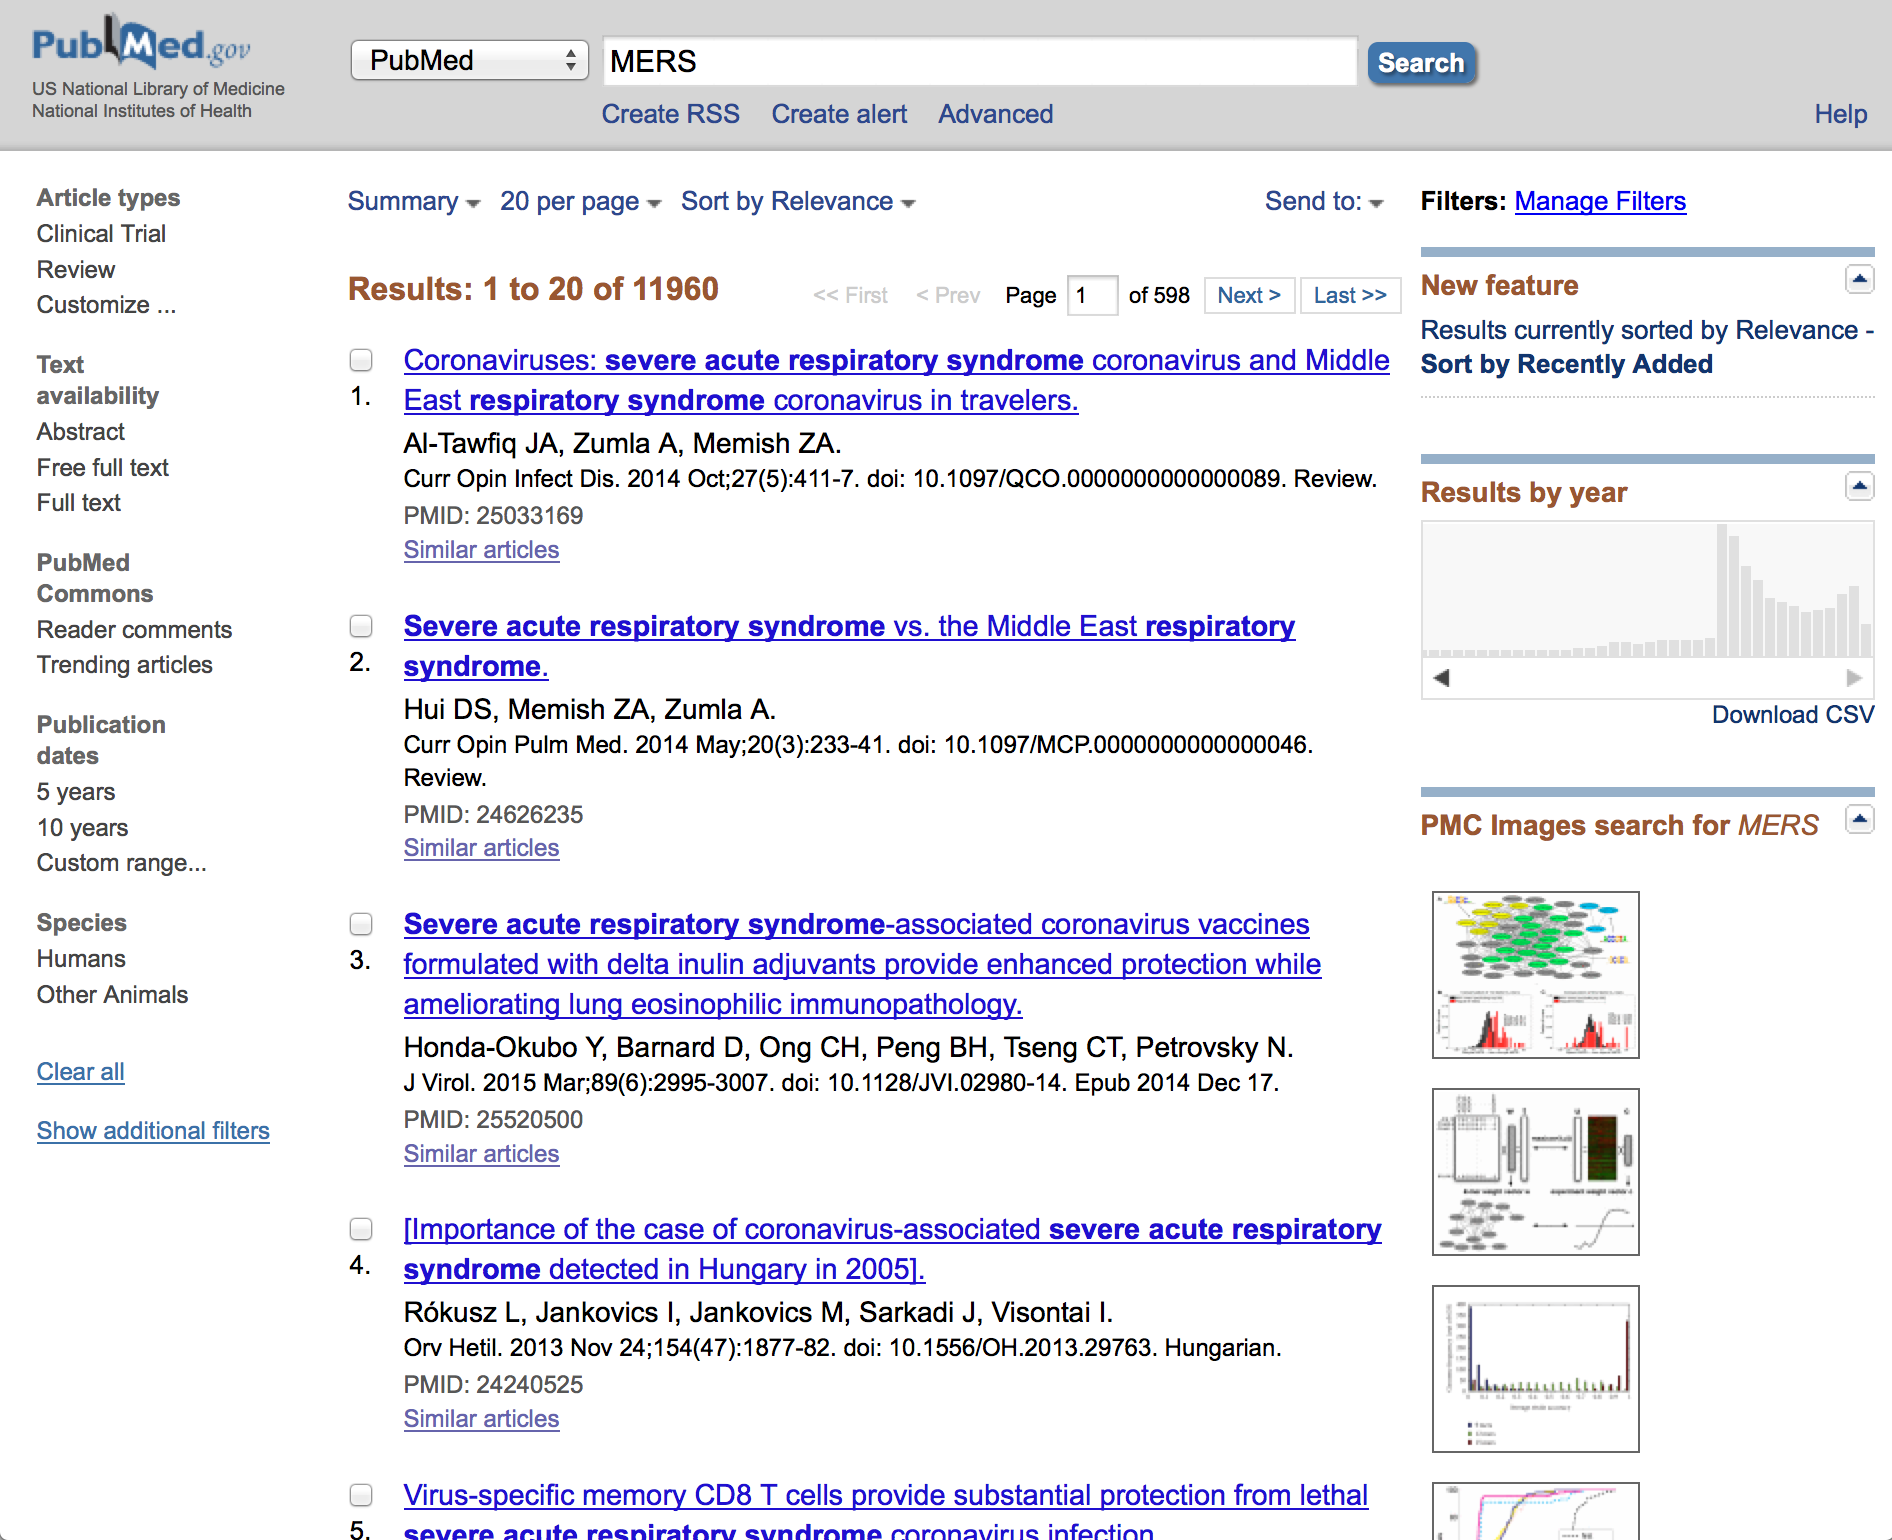 PubMed.gov
US National Library of Medicine
National Institutes of Health
PubMed
MERS
Search
Create RSS Create alert Advanced
Help
Article types
Clinical Trial
Review
Customize ...
Text
availability
Abstract
Free full text
Full text
PubMed
Commons
Reader comments
Trending articles
Publication
dates
5 years
10 years
Custom range...
Species
Humans
Other Animals
Clear all
Show additional filters
Summary 20 per page Sort by Relevance Send to:
Results: 1 to 20 of 11960
<< First < Prev Page 1 of 598 Next > Last >>
1.
Coronaviruses: severe acute respiratory syndrome coronavirus and Middle
East respiratory syndrome coronavirus in travelers.
Al-Tawfiq JA, Zumla A, Memish ZA.
Curr Opin Infect Dis. 2014 Oct;27(5):411-7. doi: 10.1097/QCO.0000000000000089. Review.
PMID: 25033169
Similar articles
2.
Severe acute respiratory syndrome vs. the Middle East respiratory
syndrome.
Hui DS, Memish ZA, Zumla A.
Curr Opin Pulm Med. 2014 May;20(3):233-41. doi: 10.1097/MCP.0000000000000046.
Review.
PMID: 24626235
Similar articles
3.
Severe acute respiratory syndrome-associated coronavirus vaccines
formulated with delta inulin adjuvants provide enhanced protection while
ameliorating lung eosinophilic immunopathology.
Honda-Okubo Y, Barnard D, Ong CH, Peng BH, Tseng CT, Petrovsky N.
J Virol. 2015 Mar;89(6):2995-3007. doi: 10.1128/JVI.02980-14. Epub 2014 Dec 17.
PMID: 25520500
Similar articles
4.
[Importance of the case of coronavirus-associated severe acute respiratory
syndrome detected in Hungary in 2005].
Rókusz L, Jankovics I, Jankovics M, Sarkadi J, Visontai I.
Orv Hetil. 2013 Nov 24;154(47):1877-82. doi: 10.1556/OH.2013.29763. Hungarian.
PMID: 24240525
Similar articles
5.
Virus-specific memory CD8 T cells provide substantial protection from lethal
severe acute respiratory syndrome coronavirus infection.
Filters: Manage Filters
New feature
Results currently sorted by Relevance -
Sort by Recently Added
Results by year
Download CSV
PMC Images search for MERS